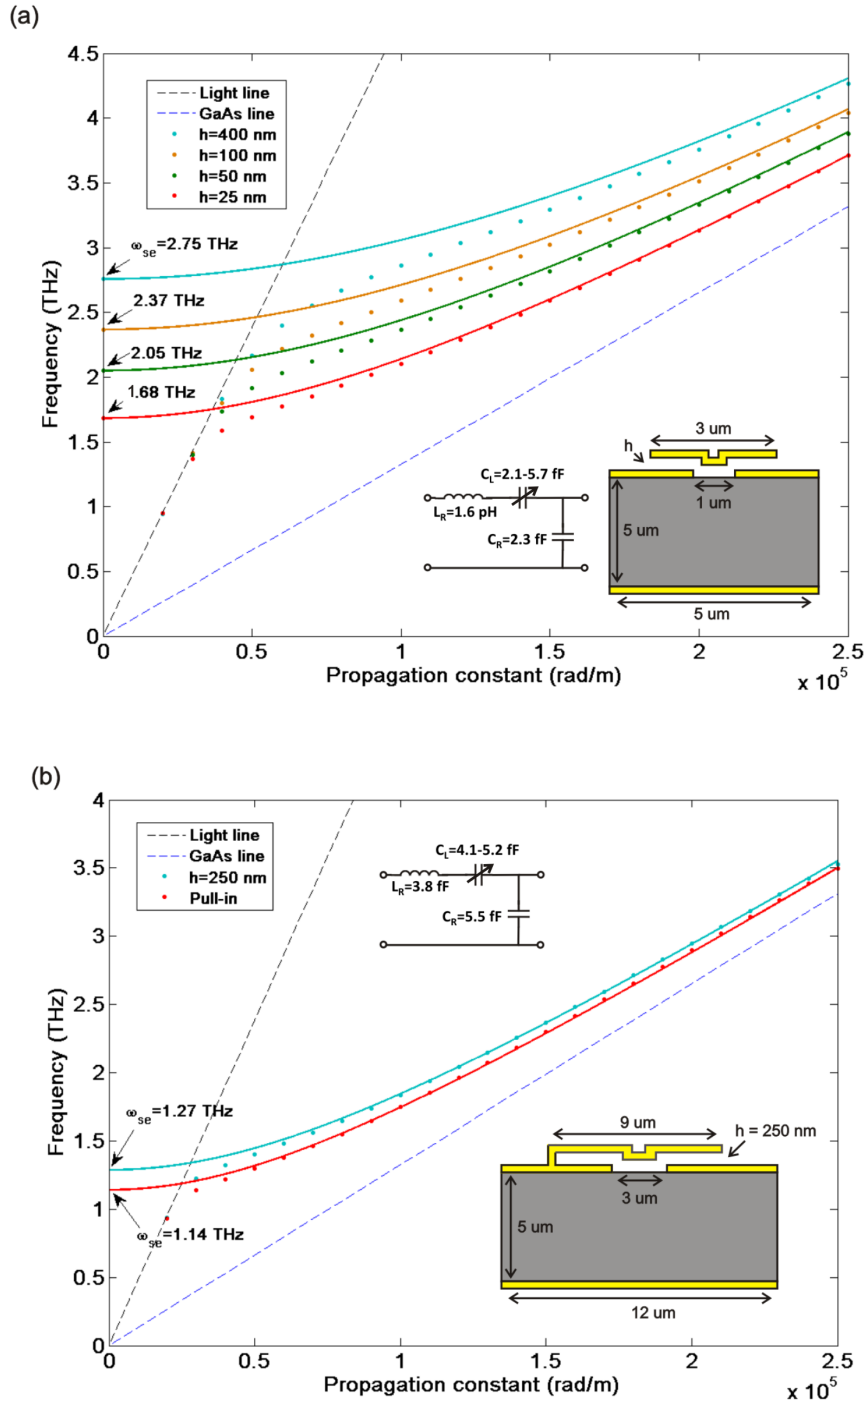 (a)
4.5
4
3.5
3
2.5
2
1.5
1
0.5
0
Frequency (THz)
Light line
GaAs line
h=400 nm
h=100 nm
h=50 nm
h=25 nm
ωse=2.75 THz
2.37 THz
2.05 THz
1.68 THz
CL=2.1-5.7 fF
LR=1.6 pH
CR=2.3 fF
3 um
h
1 um
5 um
5 um
0 0.5 1 1.5 2 2.5
Propagation constant (rad/m)
x 10^5
(b)
4
3.5
3
2.5
2
1.5
1
0.5
0
Frequency (THz)
Light line
GaAs line
h=250 nm
Pull-in
CL=4.1-5.2 fF
LR=3.8 fF
CR=5.5 fF
ωse=1.27 THz
ωse=1.14 THz
9 um
h = 250 nm
3 um
5 um
12 um
0 0.5 1 1.5 2 2.5
Propagation constant (rad/m)
x 10^5